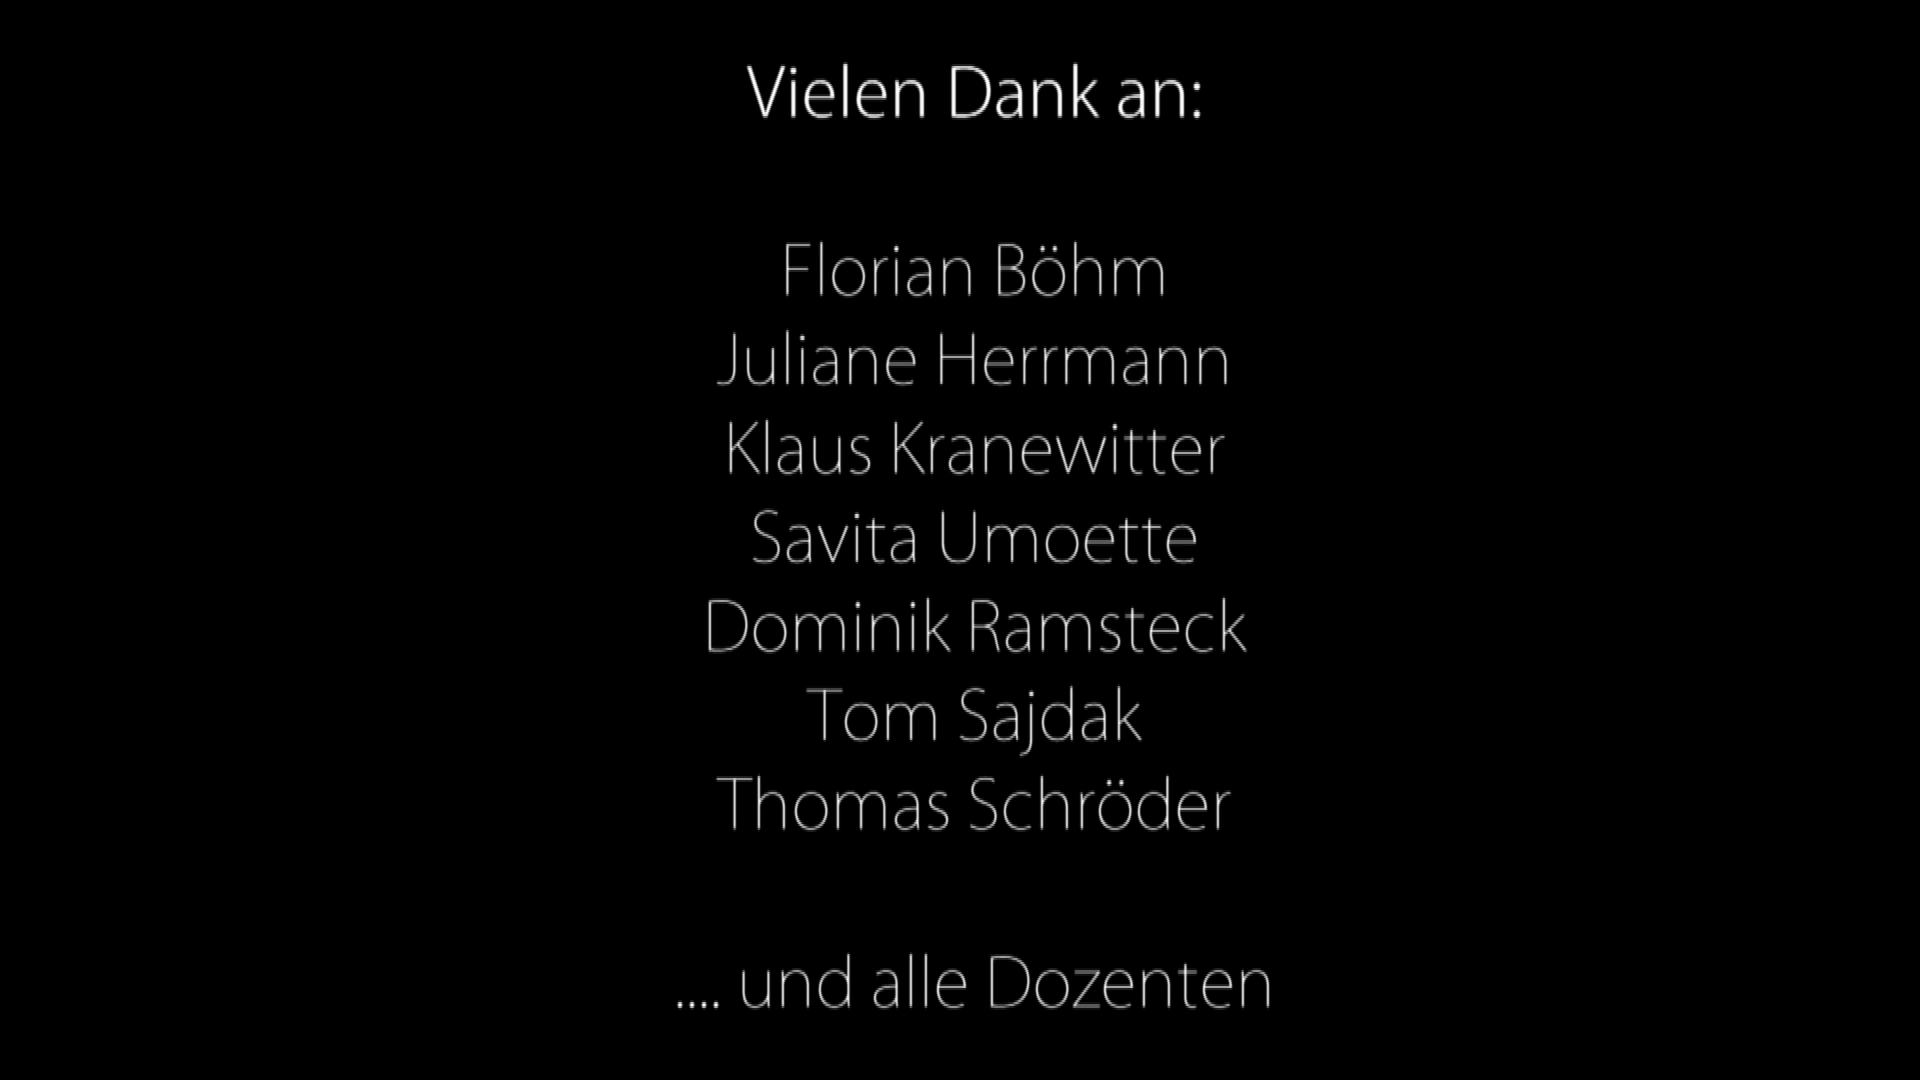 Vielen Dank an:
Florian Böhm
Juliane Herrmann
Klaus Kranewitter
Savita Umoette
Dominik Ramsteck
Tom Sajdak
Thomas Schröder
.... und alle Dozenten